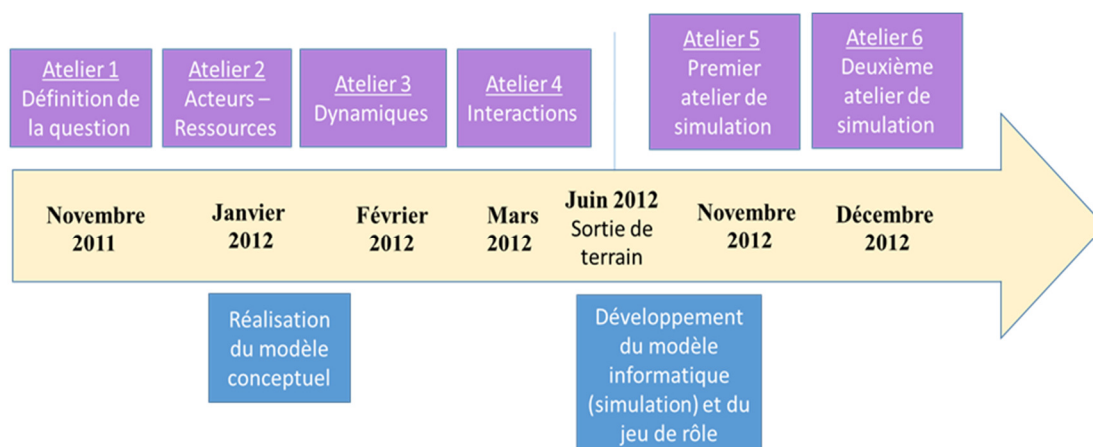 Atelier 1
Définition de
la question
Atelier 2
Acteurs –
Ressources
Atelier 3
Dynamiques
Atelier 4
Interactions
Atelier 5
Premier
atelier de
simulation
Atelier 6
Deuxième
atelier de
simulation
Novembre
2011
Janvier
2012
Février
2012
Mars
2012
Juin 2012
Sortie de
terrain
Novembre
2012
Décembre
2012
Réalisation
du modèle
conceptuel
Développement
du modèle
informatique
(simulation) et du
jeu de rôle